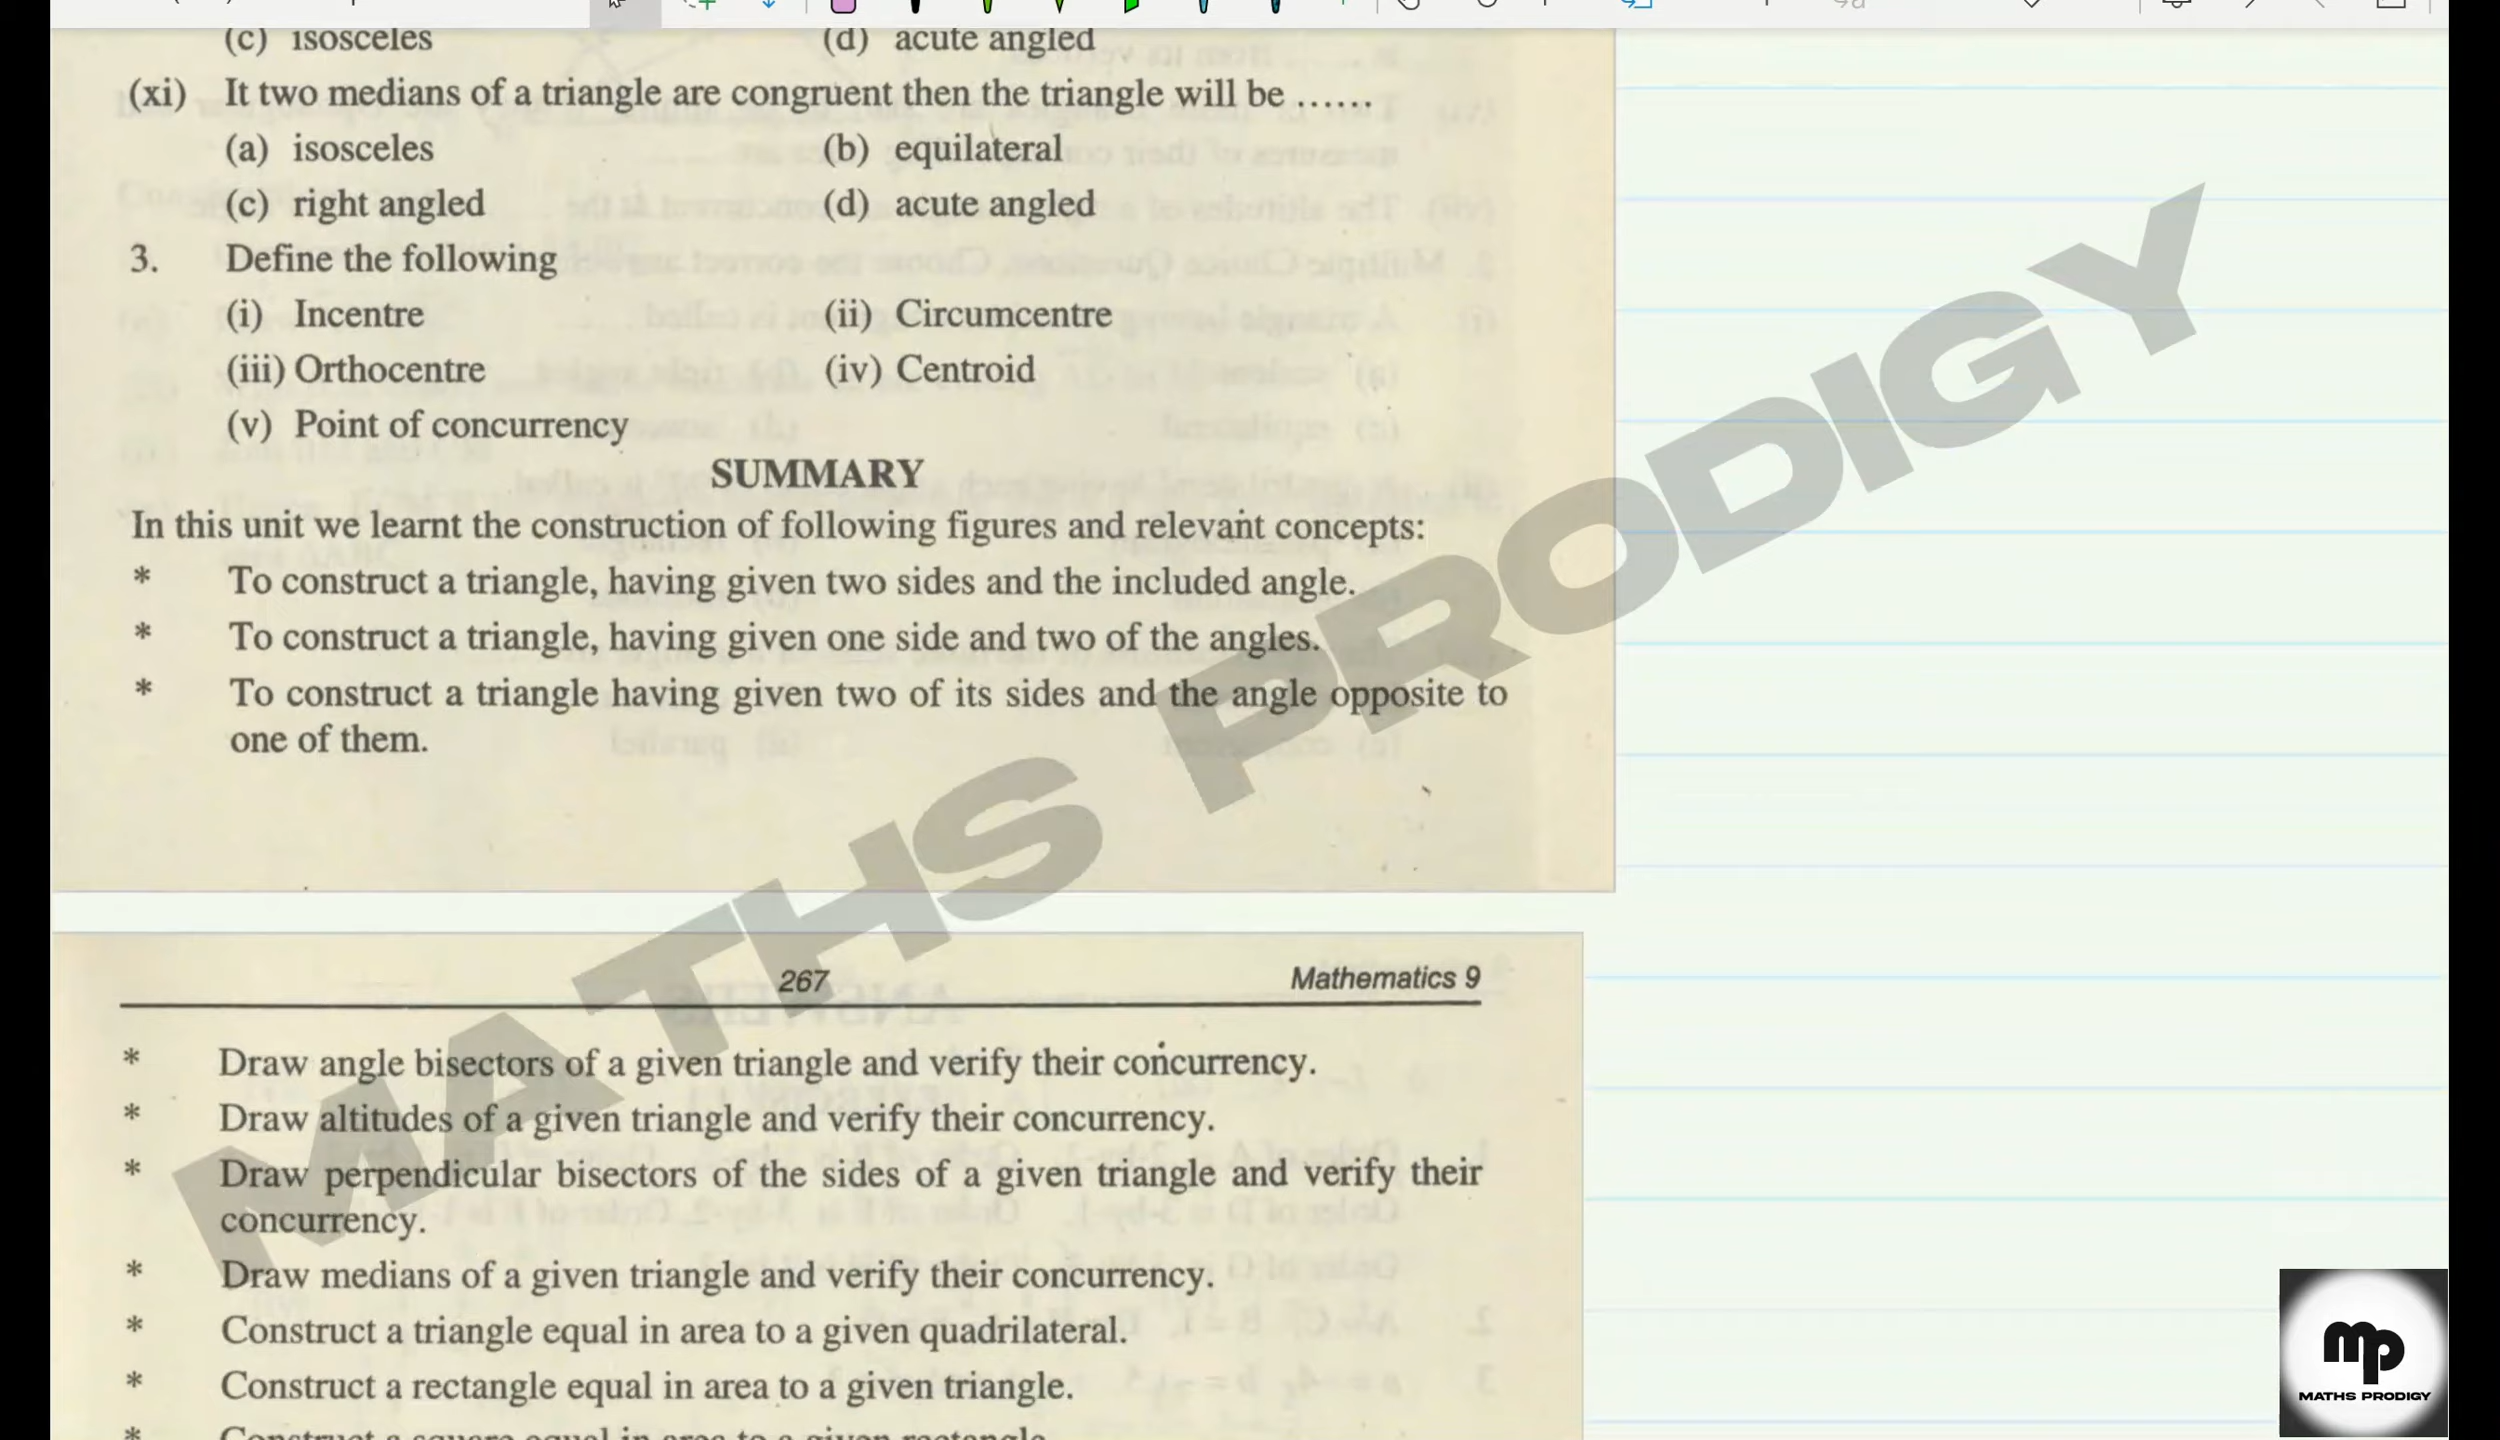 (c) isosceles (d) acute angled
(xi) It two medians of a triangle are congruent then the triangle will be ......
(a) isosceles (b) equilateral
(c) right angled (d) acute angled
3. Define the following
(i) Incentre (ii) Circumcentre
(iii) Orthocentre (iv) Centroid
(v) Point of concurrency
SUMMARY
In this unit we learnt the construction of following figures and relevant concepts:
* To construct a triangle, having given two sides and the included angle.
* To construct a triangle, having given one side and two of the angles.
* To construct a triangle having given two of its sides and the angle opposite to
one of them.
MATHS PRODIGY
267 Mathematics 9
* Draw angle bisectors of a given triangle and verify their concurrency.
* Draw altitudes of a given triangle and verify their concurrency.
* Draw perpendicular bisectors of the sides of a given triangle and verify their
concurrency.
* Draw medians of a given triangle and verify their concurrency.
* Construct a triangle equal in area to a given quadrilateral.
* Construct a rectangle equal in area to a given triangle.
* Construct a square equal in area to a given rectangle.
mp
MATHS PRODIGY